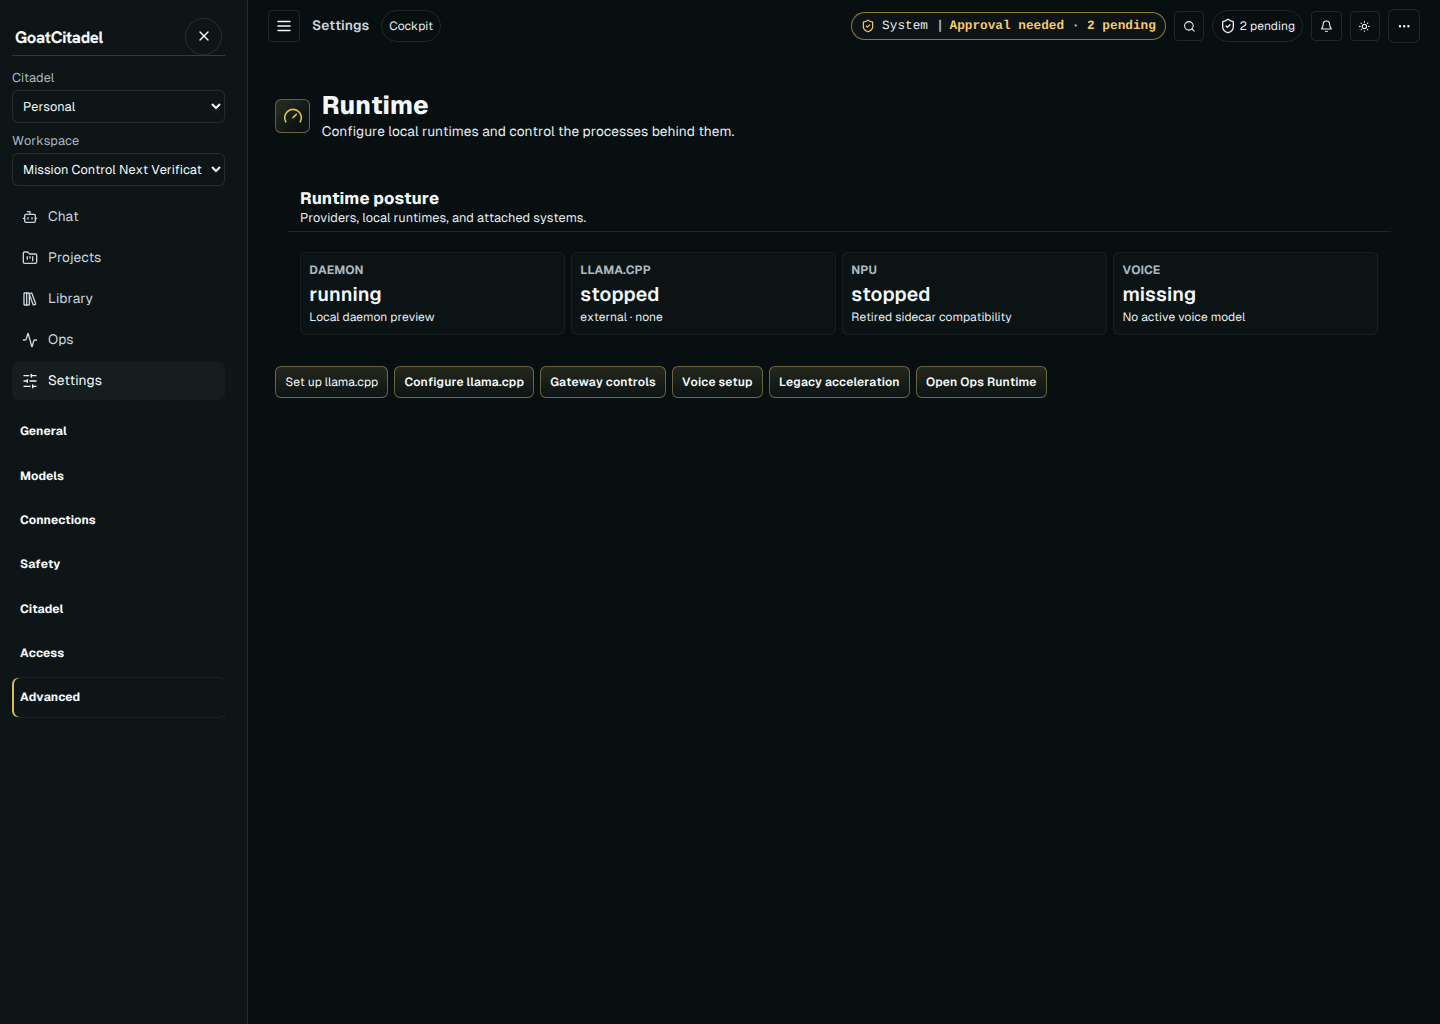 GoatCitadel
Citadel
Personal
Workspace
Mission Control Next Verificat
Chat
Projects
Library
Ops
Settings
General
Models
Connections
Safety
Citadel
Access
Advanced
Settings
Cockpit
System | Approval needed · 2 pending
2 pending
Runtime
Configure local runtimes and control the processes behind them.
Runtime posture
Providers, local runtimes, and attached systems.
DAEMON
running
Local daemon preview
LLAMA.CPP
stopped
external · none
NPU
stopped
Retired sidecar compatibility
VOICE
missing
No active voice model
Set up llama.cpp
Configure llama.cpp
Gateway controls
Voice setup
Legacy acceleration
Open Ops Runtime